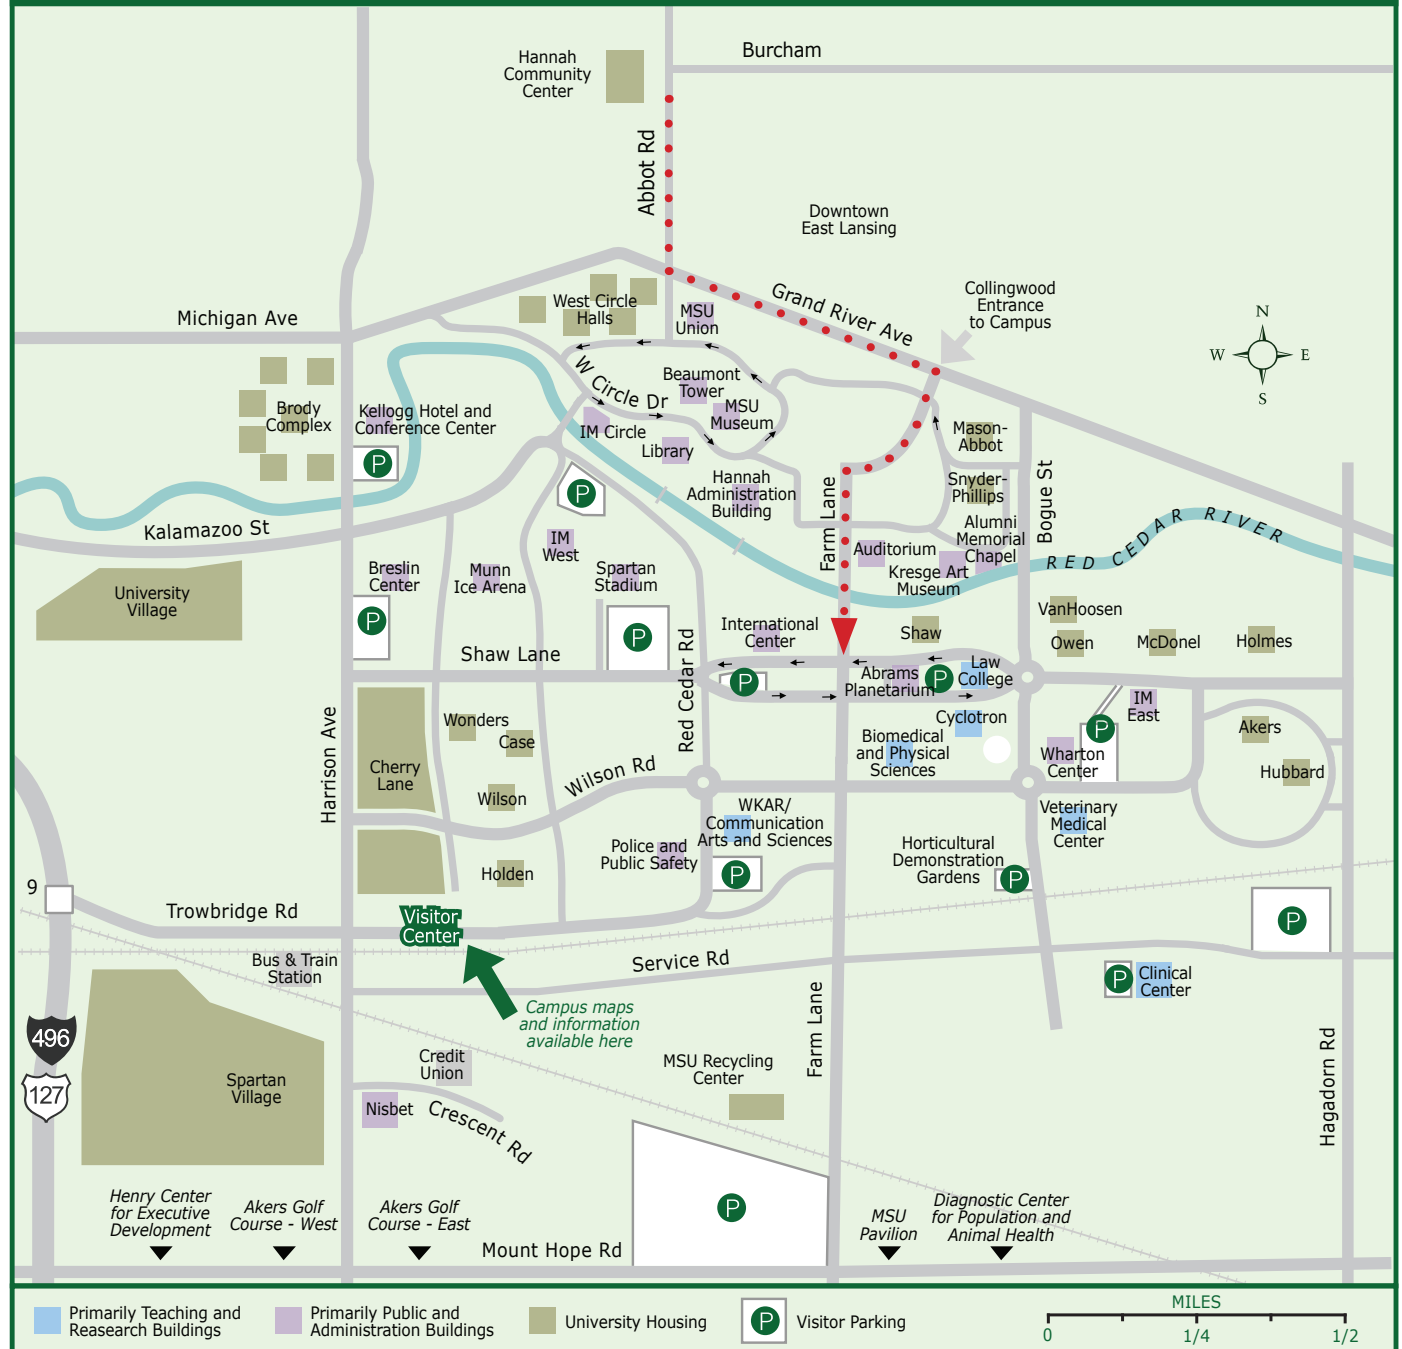 Burcham
Hannah
Community
Center
Abbot Rd
Downtown
East Lansing
Collingwood
Entrance
to Campus
Grand River Ave
N
W
E
S
Michigan Ave
West Circle
Halls
MSU
Union
W Circle Dr
Beaumont
Tower
MSU
Museum
Brody
Complex
Kellogg Hotel and
Conference Center
P
IM Circle
Library
Mason-
Abbot
Hannah
Administration
Building
Snyder-
Phillips
P
Farm Lane
Bogue St
Kalamazoo St
Alumni
Memorial
Chapel
RED CEDAR RIVER
IM
West
Auditorium
Kresge Art
Museum
Breslin
Center
Munn
Ice Arena
Spartan
Stadium
University
Village
P
P
VanHoosen
Owen
McDonel
Holmes
International
Center
Shaw
Shaw Lane
Red Cedar Rd
P
Abrams
Planetarium
P
Law
College
IM
East
Harrison Ave
Wonders
Case
Cyclotron
Biomedical
and Physical
Sciences
P
Wharton
Center
Akers
Hubbard
Cherry
Lane
Wilson Rd
Wilson
WKAR/
Communication
Arts and Sciences
Veterinary
Medical
Center
Police and
Public Safety
P
Horticultural
Demonstration
Gardens
P
Holden
9
Trowbridge Rd
Visitor
Center
P
Bus & Train
Station
Service Rd
P
Clinical
Center
Campus maps
and information
available here
Farm Lane
496
127
Spartan
Village
Credit
Union
Nisbet
Crescent Rd
MSU Recycling
Center
Hagadorn Rd
P
Henry Center
for Executive
Development
Akers Golf
Course - West
Akers Golf
Course - East
MSU
Pavilion
Diagnostic Center
for Population and
Animal Health
Mount Hope Rd
Primarily Teaching and
Reasearch Buildings
Primarily Public and
Administration Buildings
University Housing
P
Visitor Parking
MILES
0
1/4
1/2